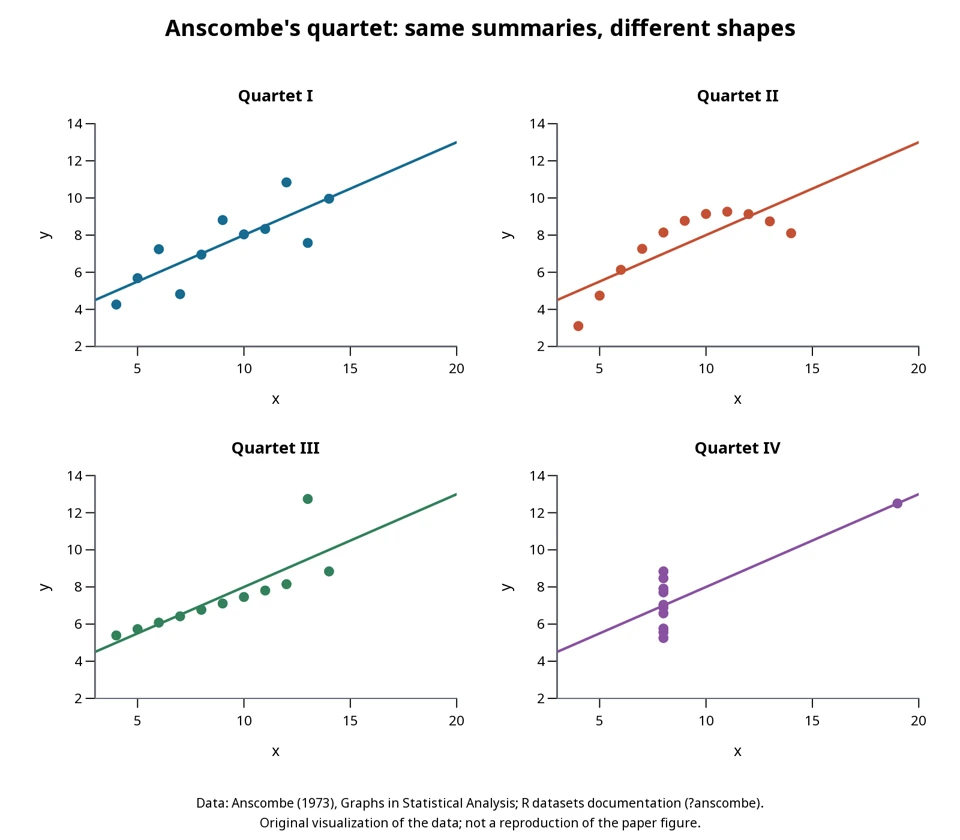 Anscombe's quartet: same summaries, different shapes
Quartet I
14
12
10
8
6
4
2
y
5 10 15 20
x
Quartet II
14
12
10
8
6
4
2
y
5 10 15 20
x
Quartet III
14
12
10
8
6
4
2
y
5 10 15 20
x
Quartet IV
14
12
10
8
6
4
2
y
5 10 15 20
x
Data: Anscombe (1973), Graphs in Statistical Analysis; R datasets documentation (?anscombe).
Original visualization of the data; not a reproduction of the paper figure.